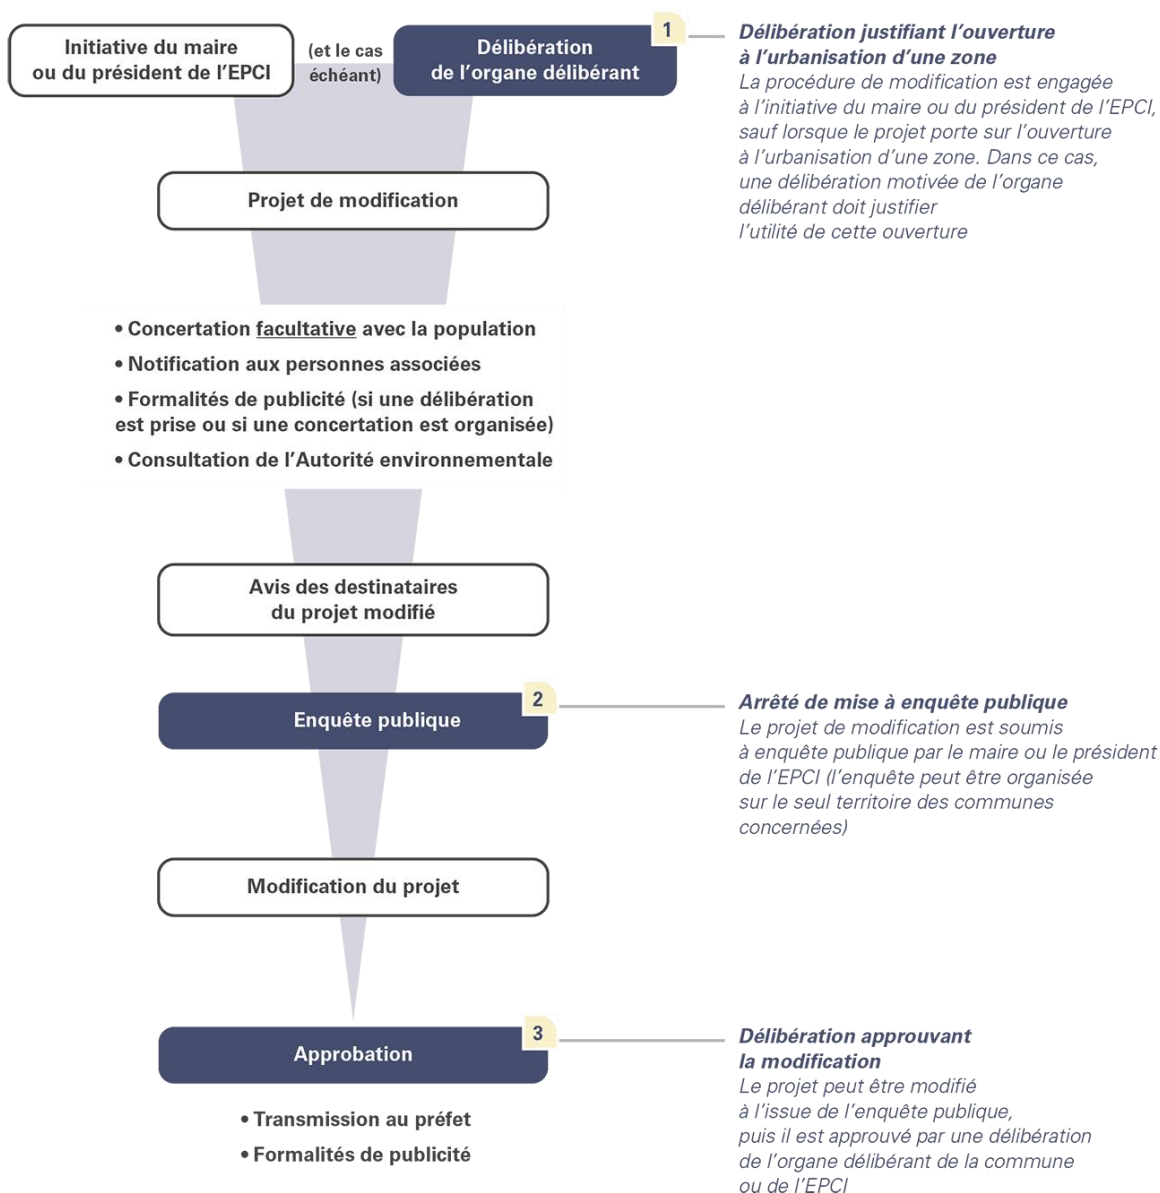 Initiative du maire
ou du président de l'EPCI
(et le cas
échéant)
Délibération
de l'organe délibérant
1
Délibération justifiant l'ouverture
à l'urbanisation d'une zone
La procédure de modification est engagée
à l'initiative du maire ou du président de l'EPCI,
sauf lorsque le projet porte sur l'ouverture
à l'urbanisation d'une zone. Dans ce cas,
une délibération motivée de l'organe
délibérant doit justifier
l'utilité de cette ouverture
Projet de modification
• Concertation facultative avec la population
• Notification aux personnes associées
• Formalités de publicité (si une délibération
est prise ou si une concertation est organisée)
• Consultation de l'Autorité environnementale
Avis des destinataires
du projet modifié
Enquête publique
2
Arrêté de mise à enquête publique
Le projet de modification est soumis
à enquête publique par le maire ou le président
de l'EPCI (l'enquête peut être organisée
sur le seul territoire des communes
concernées)
Modification du projet
Approbation
3
Délibération approuvant
la modification
Le projet peut être modifié
à l'issue de l'enquête publique,
puis il est approuvé par une délibération
de l'organe délibérant de la commune
ou de l'EPCI
• Transmission au préfet
• Formalités de publicité